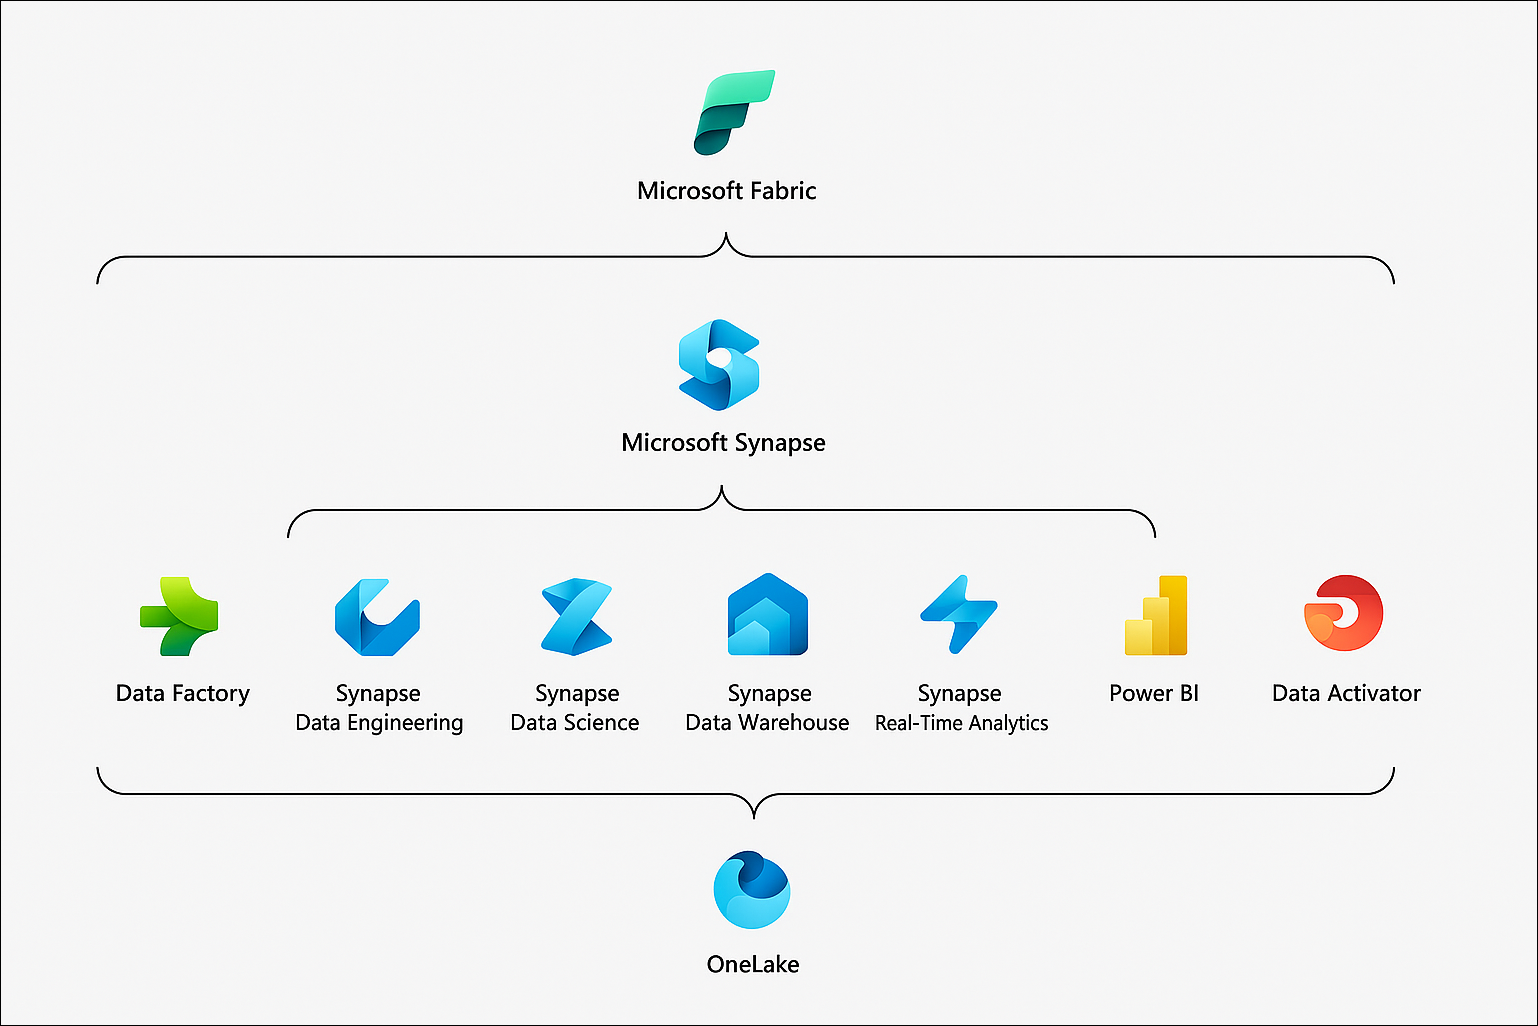 Microsoft Fabric
Microsoft Synapse
Data Factory
Synapse
Data Engineering
Synapse
Data Science
Synapse
Data Warehouse
Synapse
Real-Time Analytics
Power BI
Data Activator
OneLake